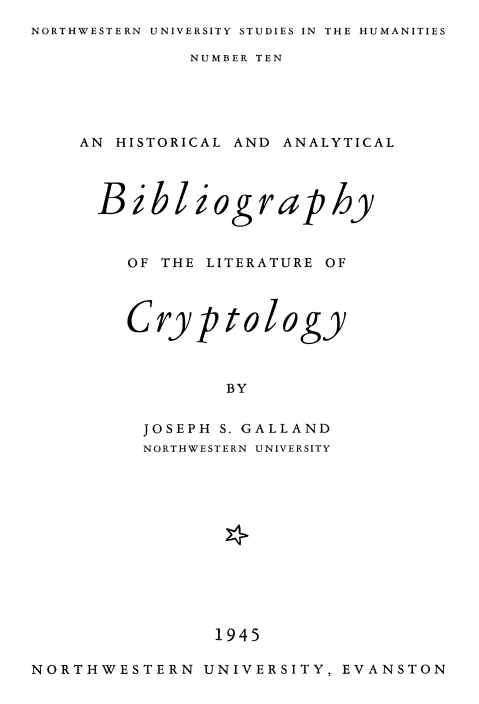 NORTHWESTERN UNIVERSITY STUDIES IN THE HUMANITIES
NUMBER TEN
AN HISTORICAL AND ANALYTICAL
Bibliography
OF THE LITERATURE OF
Cryptology
BY
JOSEPH S. GALLAND
NORTHWESTERN UNIVERSITY
1945
NORTHWESTERN UNIVERSITY, EVANSTON